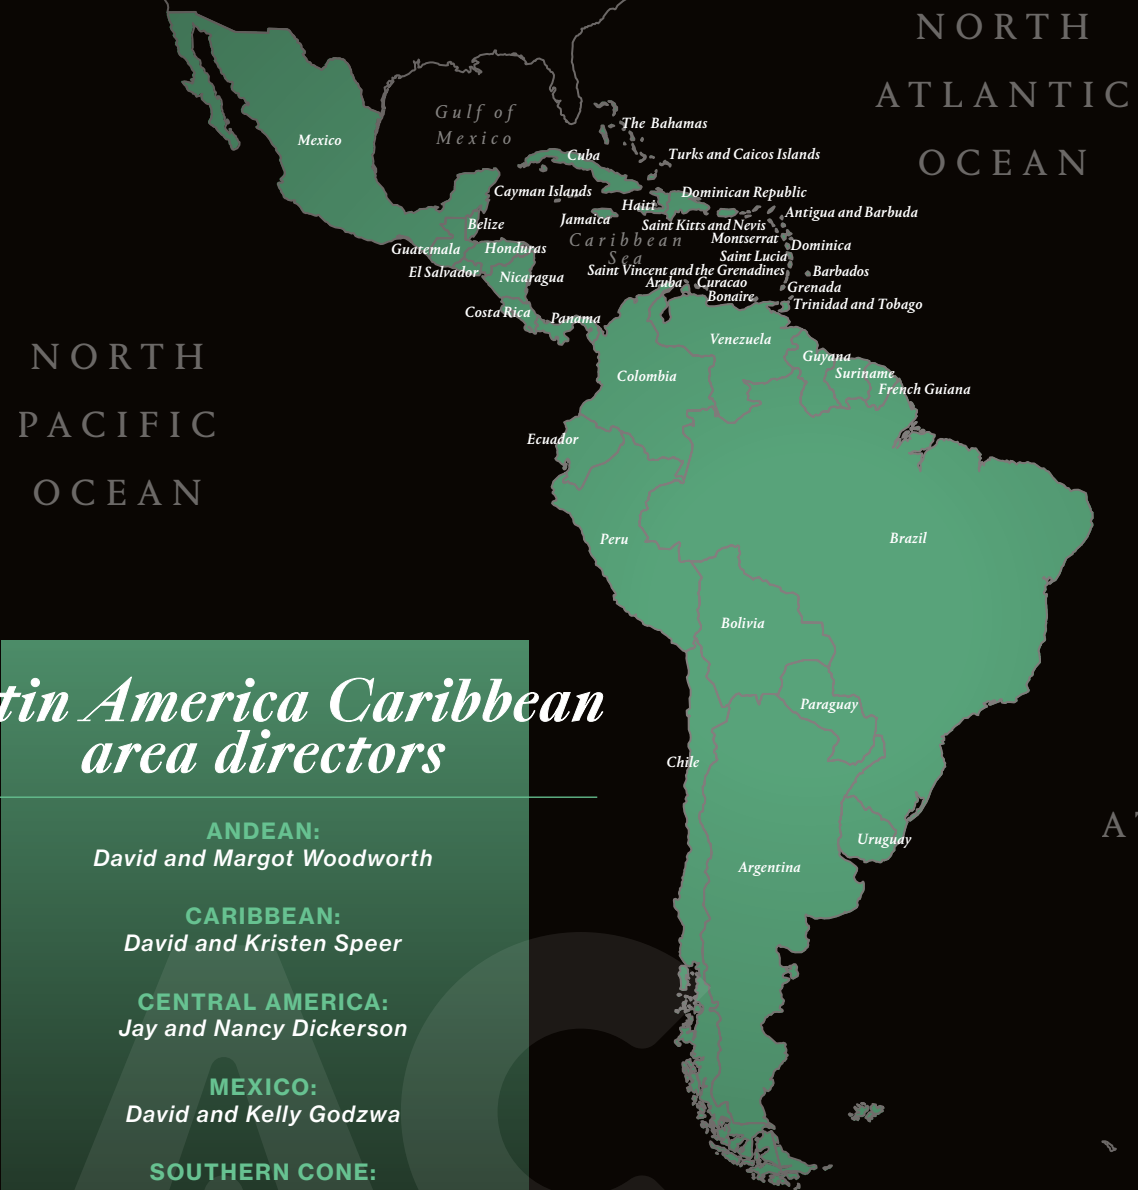 NORTH
ATLANTIC
OCEAN
Gulf of
Mexico
The Bahamas
Mexico
Cuba
Turks and Caicos Islands
Cayman Islands
Dominican Republic
Haiti
Jamaica
Antigua and Barbuda
Belize
Saint Kitts and Nevis
Caribbean
Sea
Montserrat
Guatemala
Honduras
Dominica
Saint Lucia
El Salvador
Nicaragua
Saint Vincent and the Grenadines
Barbados
Aruba
Curacao
Grenada
Bonaire
Costa Rica
Panama
Trinidad and Tobago
Venezuela
NORTH
PACIFIC
OCEAN
Guyana
Colombia
Suriname
French Guiana
Ecuador
Peru
Brazil
Bolivia
Paraguay
Chile
Uruguay
Argentina
AT
tin America Caribbean
area directors
ANDEAN:
David and Margot Woodworth
CARIBBEAN:
David and Kristen Speer
CENTRAL AMERICA:
Jay and Nancy Dickerson
MEXICO:
David and Kelly Godzwa
SOUTHERN CONE:
AC